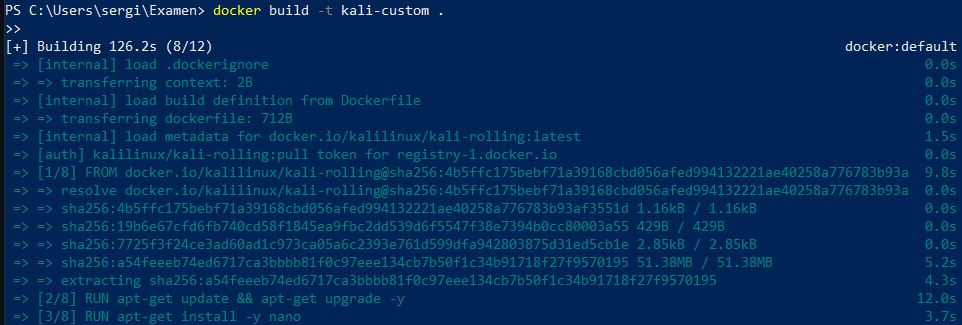 PS C:\Users\sergi\Examen> docker build -t kali-custom .
>>
[+] Building 126.2s (8/12) docker:default
=> [internal] load .dockerignore 0.0s
=> => transferring context: 2B 0.0s
=> [internal] load build definition from Dockerfile 0.0s
=> => transferring dockerfile: 712B 0.0s
=> [internal] load metadata for docker.io/kalilinux/kali-rolling:latest 1.5s
=> [auth] kalilinux/kali-rolling:pull token for registry-1.docker.io 0.0s
=> [1/8] FROM docker.io/kalilinux/kali-rolling@sha256:4b5ffc175bebf71a39168cbd056afed994132221ae40258a776783b93a 9.8s
=> => resolve docker.io/kalilinux/kali-rolling@sha256:4b5ffc175bebf71a39168cbd056afed994132221ae40258a776783b93a 0.0s
=> => sha256:4b5ffc175bebf71a39168cbd056afed994132221ae40258a776783b93af3551d 1.16kB / 1.16kB 0.0s
=> => sha256:19b6e67cfd6fb740cd58f1845ea9fbc2dd539d6f5547f38e7394b0cc80003a55 429B / 429B 0.0s
=> => sha256:7725f3f24ce3ad60ad1c973ca05a6c2393e761d599dfa942803875d31ed5cb1e 2.85kB / 2.85kB 0.0s
=> => sha256:a54feeeb74ed6717ca3bbbb81f0c97eee134cb7b50f1c34b91718f27f9570195 51.38MB / 51.38MB 5.2s
=> => extracting sha256:a54feeeb74ed6717ca3bbbb81f0c97eee134cb7b50f1c34b91718f27f9570195 4.3s
=> [2/8] RUN apt-get update && apt-get upgrade -y 12.0s
=> [3/8] RUN apt-get install -y nano 3.7s